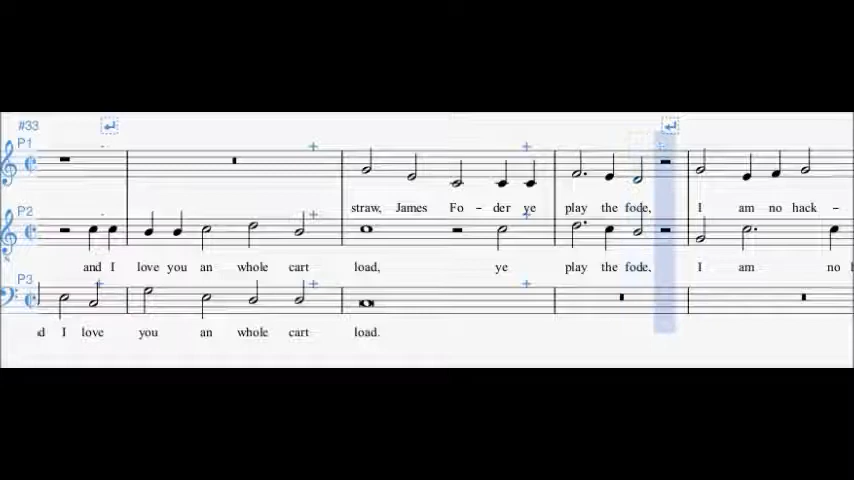 #33
P1
straw, James Fo - der ye play the fode, I am no hack -
P2
and I love you an whole cart load, ye play the fode, I am no
P3
I love you an whole cart load.